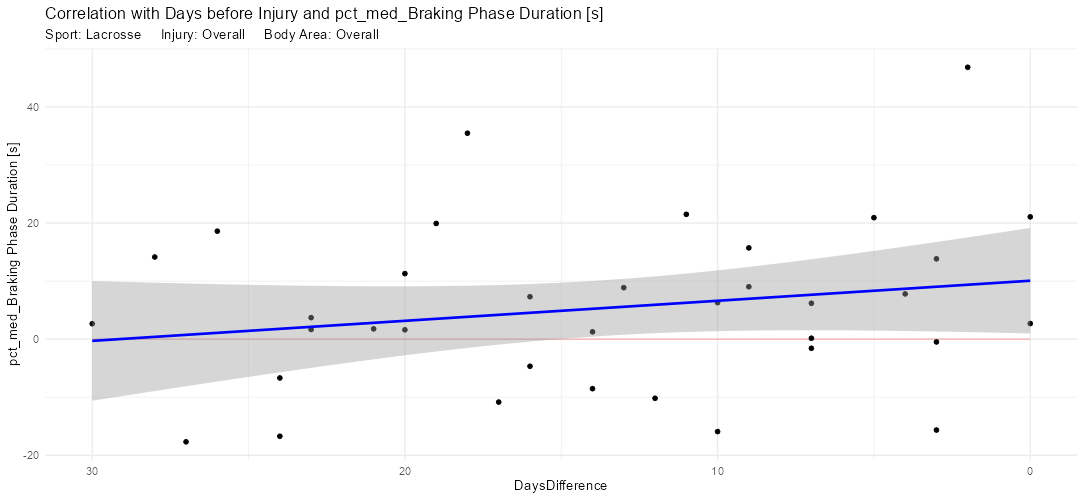 Correlation with Days before Injury and pct_med_Braking Phase Duration [s]
Sport: Lacrosse     Injury: Overall     Body Area: Overall
pct_med_Braking Phase Duration [s]
40
20
0
-20
30
20
10
0
DaysDifference